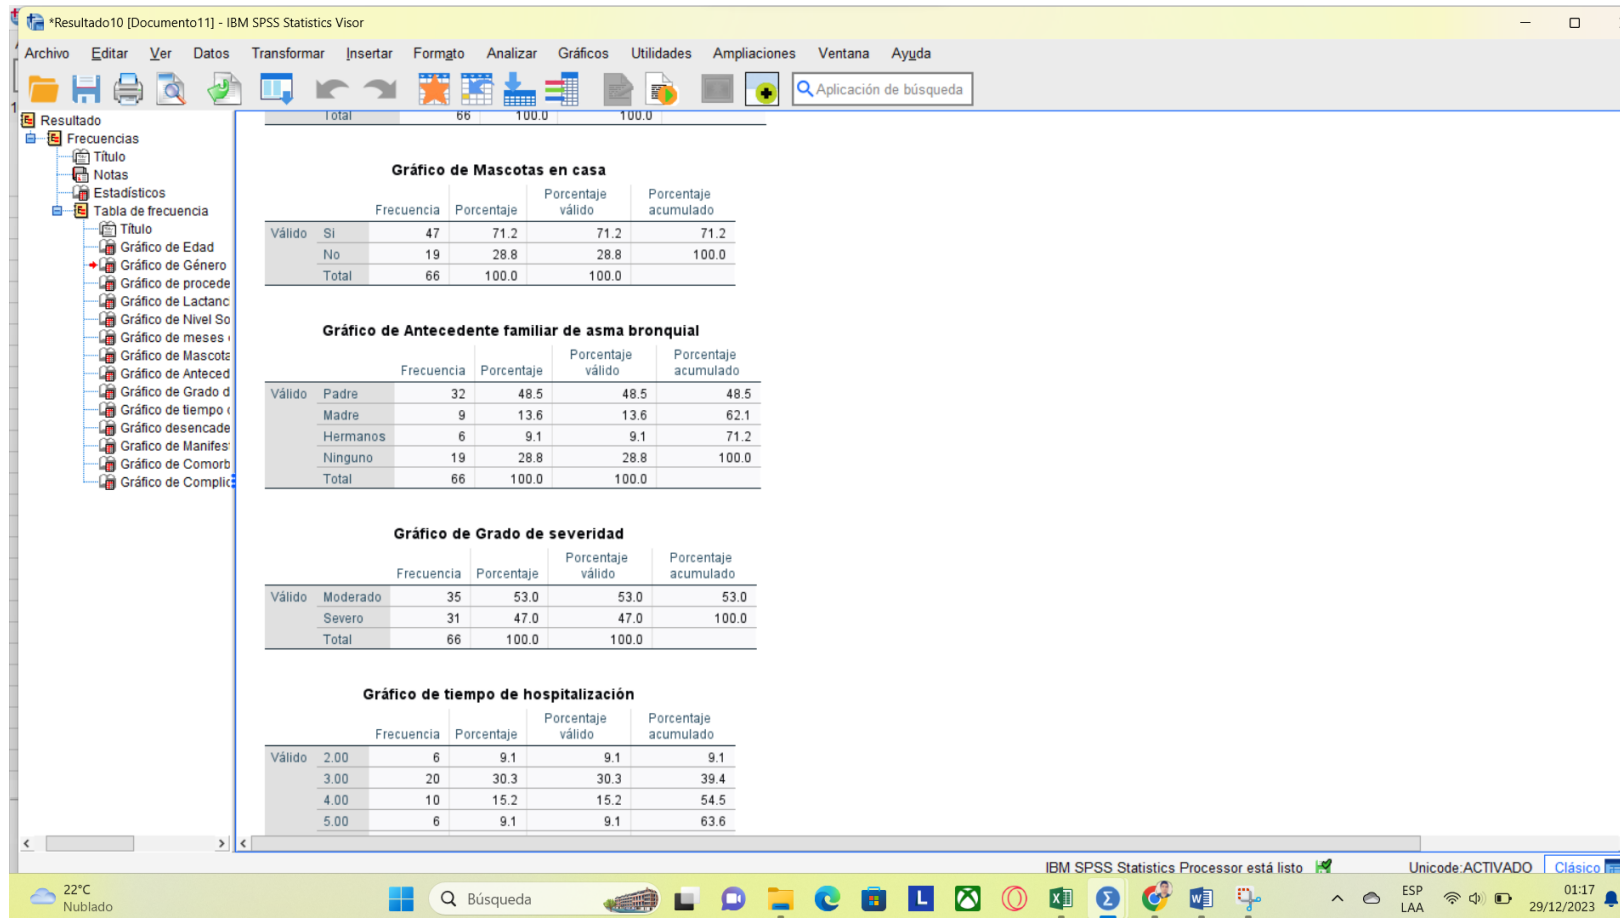 *Resultado10 [Documento11] - IBM SPSS Statistics Visor
Archivo Editar Ver Datos Transformar Insertar Formato Analizar Gráficos Utilidades Ampliaciones Ventana Ayuda
Aplicación de búsqueda
Resultado
Frecuencias
Título
Notas
Estadísticos
Tabla de frecuencia
Título
Gráfico de Edad
Gráfico de Género
Gráfico de procede
Gráfico de Lactanc
Gráfico de Nivel So
Gráfico de meses
Gráfico de Mascota
Gráfico de Anteced
Gráfico de Grado d
Gráfico de tiempo
Gráfico desencade
Grafico de Manifes
Gráfico de Comorb
Gráfico de Complic
Total 66 100.0 100.0
Gráfico de Mascotas en casa
Frecuencia Porcentaje Porcentaje válido Porcentaje acumulado
Válido Si 47 71.2 71.2 71.2
No 19 28.8 28.8 100.0
Total 66 100.0 100.0
Gráfico de Antecedente familiar de asma bronquial
Frecuencia Porcentaje Porcentaje válido Porcentaje acumulado
Válido Padre 32 48.5 48.5 48.5
Madre 9 13.6 13.6 62.1
Hermanos 6 9.1 9.1 71.2
Ninguno 19 28.8 28.8 100.0
Total 66 100.0 100.0
Gráfico de Grado de severidad
Frecuencia Porcentaje Porcentaje válido Porcentaje acumulado
Válido Moderado 35 53.0 53.0 53.0
Severo 31 47.0 47.0 100.0
Total 66 100.0 100.0
Gráfico de tiempo de hospitalización
Frecuencia Porcentaje Porcentaje válido Porcentaje acumulado
Válido 2.00 6 9.1 9.1 9.1
3.00 20 30.3 30.3 39.4
4.00 10 15.2 15.2 54.5
5.00 6 9.1 9.1 63.6
IBM SPSS Statistics Processor está listo Unicode:ACTIVADO Clásico
22°C
Nublado
Búsqueda
ESP
LAA
01:17
29/12/2023